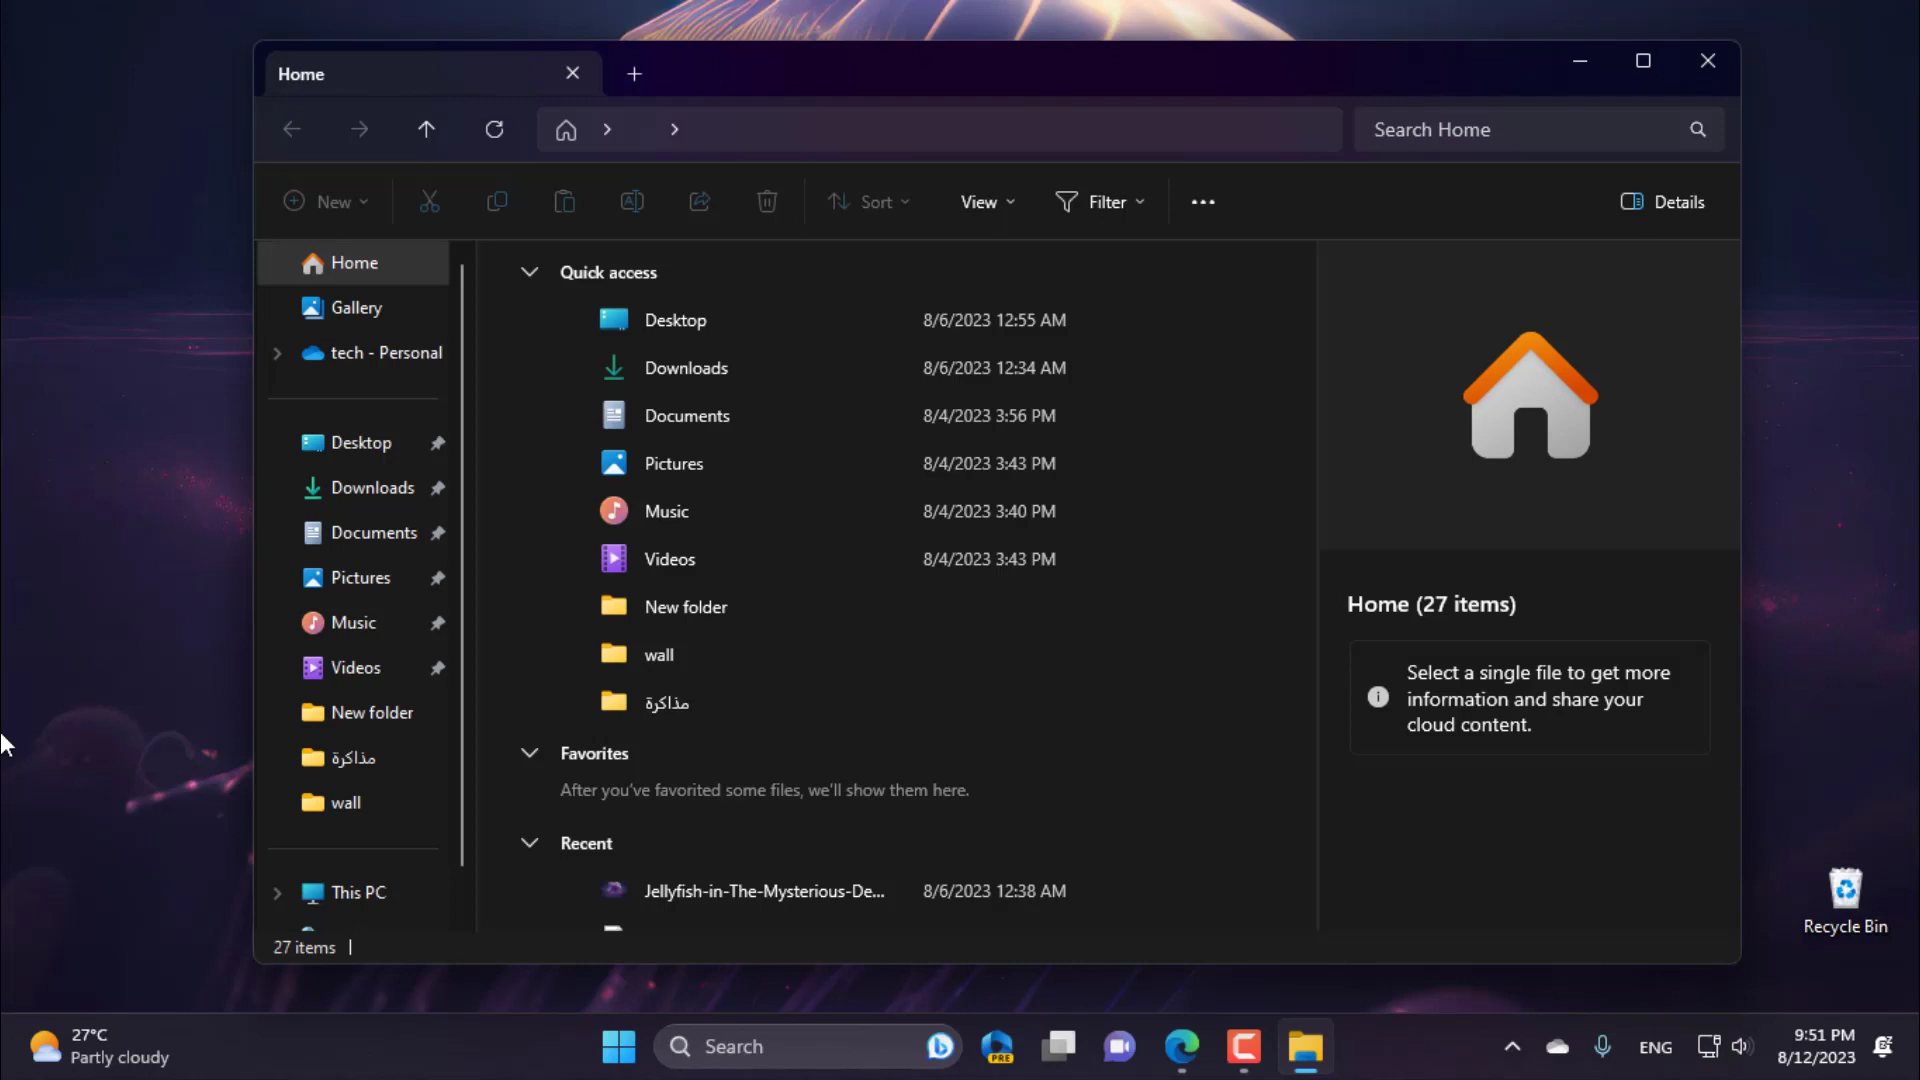 Home
Search Home
New
Sort
View
Filter
Details
Home
Gallery
tech - Personal
Desktop
Downloads
Documents
Pictures
Music
Videos
New folder
مذاكرة
wall
This PC
Quick access
Desktop 8/6/2023 12:55 AM
Downloads 8/6/2023 12:34 AM
Documents 8/4/2023 3:56 PM
Pictures 8/4/2023 3:43 PM
Music 8/4/2023 3:40 PM
Videos 8/4/2023 3:43 PM
New folder
wall
مذاكرة
Favorites
After you've favorited some files, we'll show them here.
Recent
Jellyfish-in-The-Mysterious-De... 8/6/2023 12:38 AM
Home (27 items)
Select a single file to get more
information and share your
cloud content.
27 items
Recycle Bin
27°C
Partly cloudy
Search
PRE
ENG
9:51 PM
8/12/2023